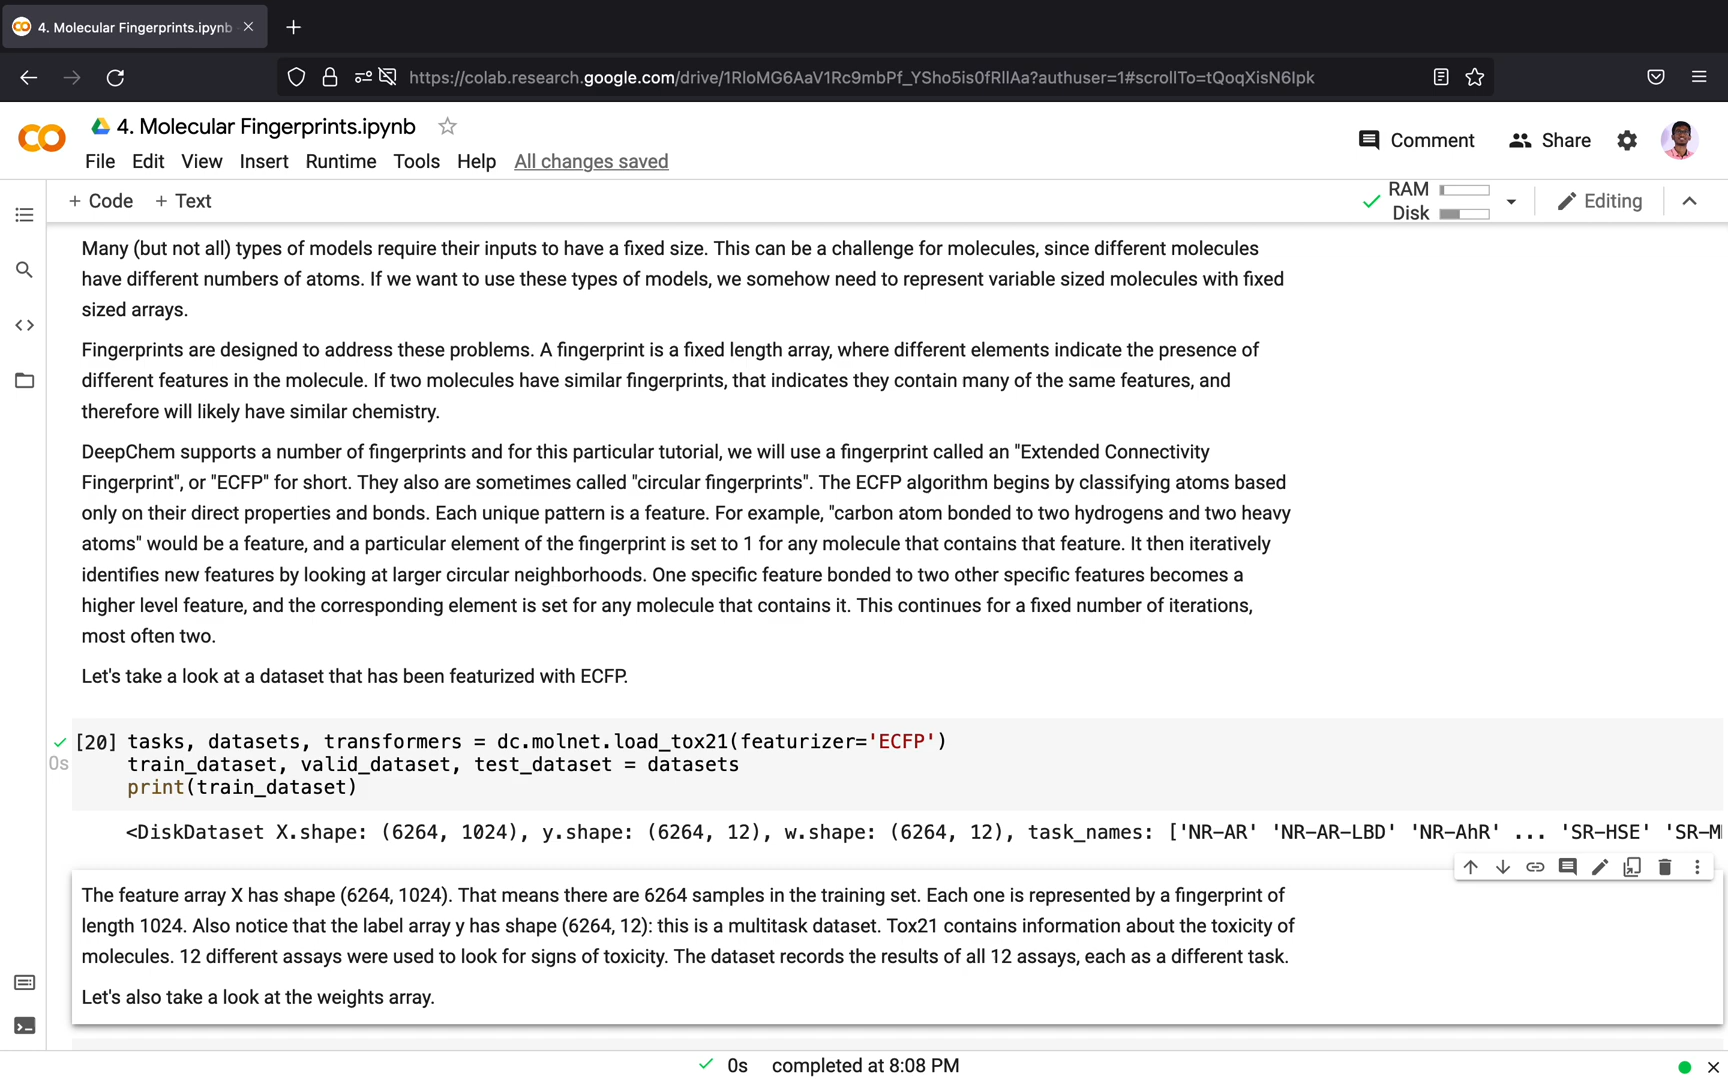 4. Molecular Fingerprints.ipynb
https://colab.research.google.com/drive/1RloMG6AaV1Rc9mbPf_YSho5is0fRllAa?authuser=1#scrollTo=tQoqXisN6Ipk
4. Molecular Fingerprints.ipynb
Comment Share
File Edit View Insert Runtime Tools Help All changes saved
+ Code + Text
RAM
Disk
Editing
Many (but not all) types of models require their inputs to have a fixed size. This can be a challenge for molecules, since different molecules
have different numbers of atoms. If we want to use these types of models, we somehow need to represent variable sized molecules with fixed
sized arrays.
Fingerprints are designed to address these problems. A fingerprint is a fixed length array, where different elements indicate the presence of
different features in the molecule. If two molecules have similar fingerprints, that indicates they contain many of the same features, and
therefore will likely have similar chemistry.
DeepChem supports a number of fingerprints and for this particular tutorial, we will use a fingerprint called an "Extended Connectivity
Fingerprint", or "ECFP" for short. They also are sometimes called "circular fingerprints". The ECFP algorithm begins by classifying atoms based
only on their direct properties and bonds. Each unique pattern is a feature. For example, "carbon atom bonded to two hydrogens and two heavy
atoms" would be a feature, and a particular element of the fingerprint is set to 1 for any molecule that contains that feature. It then iteratively
identifies new features by looking at larger circular neighborhoods. One specific feature bonded to two other specific features becomes a
higher level feature, and the corresponding element is set for any molecule that contains it. This continues for a fixed number of iterations,
most often two.
Let's take a look at a dataset that has been featurized with ECFP.
[20] tasks, datasets, transformers = dc.molnet.load_tox21(featurizer='ECFP')
0s
train_dataset, valid_dataset, test_dataset = datasets
print(train_dataset)
<DiskDataset X.shape: (6264, 1024), y.shape: (6264, 12), w.shape: (6264, 12), task_names: ['NR-AR' 'NR-AR-LBD' 'NR-AhR' ... 'SR-HSE' 'SR-M
The feature array X has shape (6264, 1024). That means there are 6264 samples in the training set. Each one is represented by a fingerprint of
length 1024. Also notice that the label array y has shape (6264, 12): this is a multitask dataset. Tox21 contains information about the toxicity of
molecules. 12 different assays were used to look for signs of toxicity. The dataset records the results of all 12 assays, each as a different task.
Let's also take a look at the weights array.
0s completed at 8:08 PM